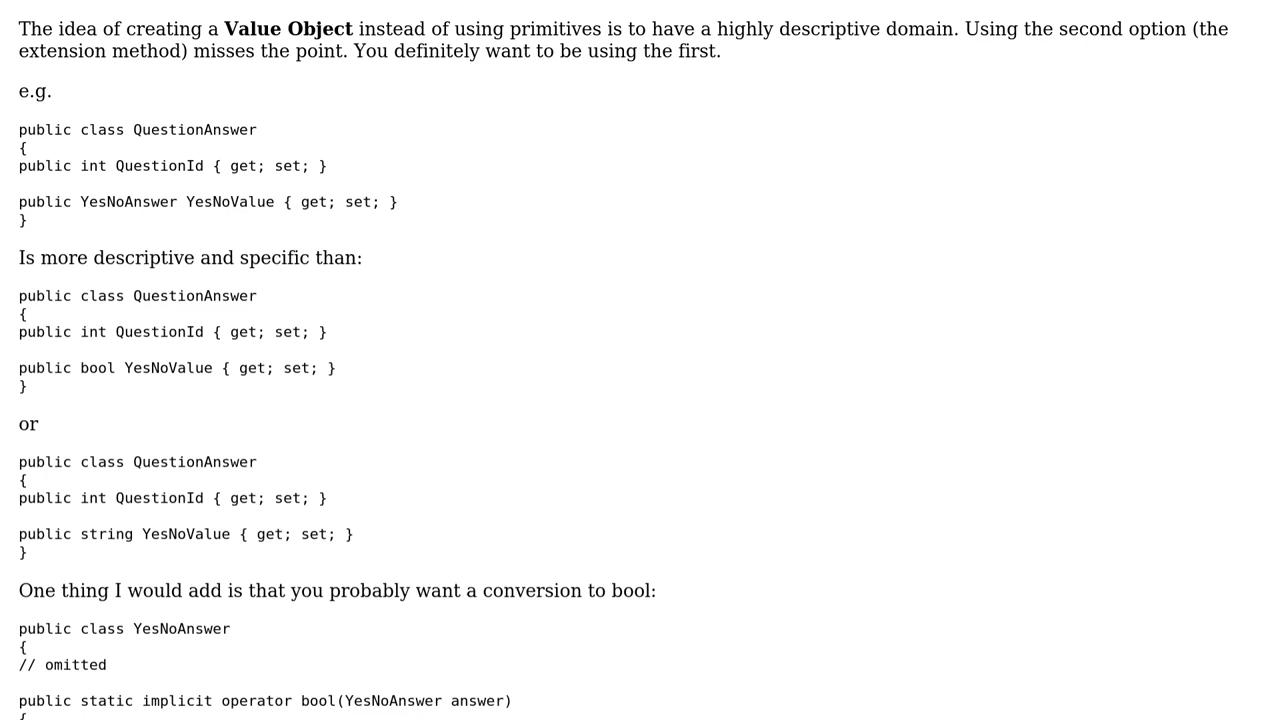 The idea of creating a Value Object instead of using primitives is to have a highly descriptive domain. Using the second option (the
extension method) misses the point. You definitely want to be using the first.
e.g.
public class QuestionAnswer
{
public int QuestionId { get; set; }
public YesNoAnswer YesNoValue { get; set; }
}
Is more descriptive and specific than:
public class QuestionAnswer
{
public int QuestionId { get; set; }
public bool YesNoValue { get; set; }
}
or
public class QuestionAnswer
{
public int QuestionId { get; set; }
public string YesNoValue { get; set; }
}
One thing I would add is that you probably want a conversion to bool:
public class YesNoAnswer
{
// omitted
public static implicit operator bool(YesNoAnswer answer)
{